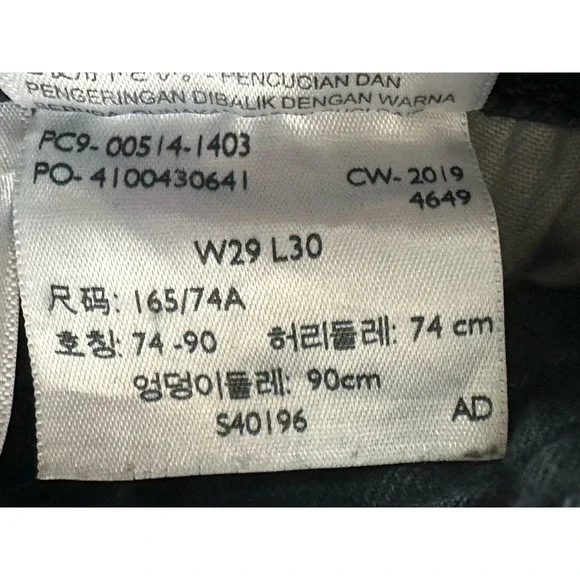 PENCUCIAN DAN
PENGERINGAN DIBALIK DENGAN WARNA
PC9-00514-1403
PO-4100430641
CW-2019
4649
W29 L30
尺码: 165/74A
호칭: 74-90 허리둘레: 74 cm
엉덩이둘레: 90cm
S40196
AD